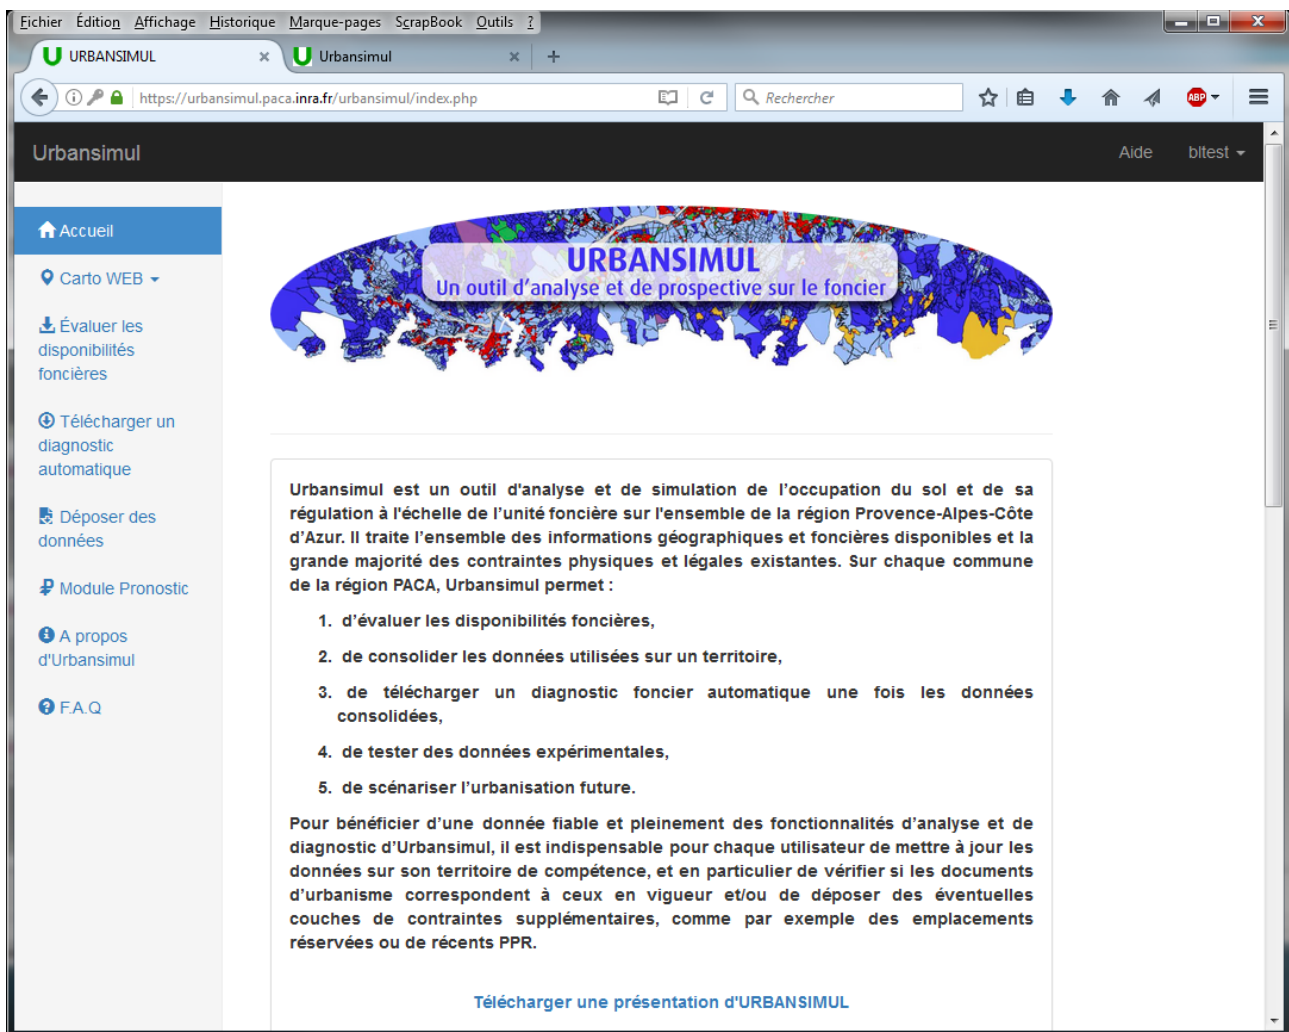 Fichier Édition Affichage Historique Marque-pages ScrapBook Outils ?
URBANSIMUL
Urbansimul
https://urbansimul.paca.inra.fr/urbansimul/index.php
Rechercher
ABP
Urbansimul
Aide
bltest
Accueil
Carto WEB
Évaluer les
disponibilités
foncières
Télécharger un
diagnostic
automatique
Déposer des
données
Module Pronostic
A propos
d'Urbansimul
F.A.Q
URBANSIMUL
Un outil d'analyse et de prospective sur le foncier
Urbansimul est un outil d'analyse et de simulation de l'occupation du sol et de sa
régulation à l'échelle de l'unité foncière sur l'ensemble de la région Provence-Alpes-Côte
d'Azur. Il traite l'ensemble des informations géographiques et foncières disponibles et la
grande majorité des contraintes physiques et légales existantes. Sur chaque commune
de la région PACA, Urbansimul permet :
1. d'évaluer les disponibilités foncières,
2. de consolider les données utilisées sur un territoire,
3. de télécharger un diagnostic foncier automatique une fois les données
consolidées,
4. de tester des données expérimentales,
5. de scénariser l'urbanisation future.
Pour bénéficier d'une donnée fiable et pleinement des fonctionnalités d'analyse et de
diagnostic d'Urbansimul, il est indispensable pour chaque utilisateur de mettre à jour les
données sur son territoire de compétence, et en particulier de vérifier si les documents
d'urbanisme correspondent à ceux en vigueur et/ou de déposer des éventuelles
couches de contraintes supplémentaires, comme par exemple des emplacements
réservées ou de récents PPR.
Télécharger une présentation d'URBANSIMUL